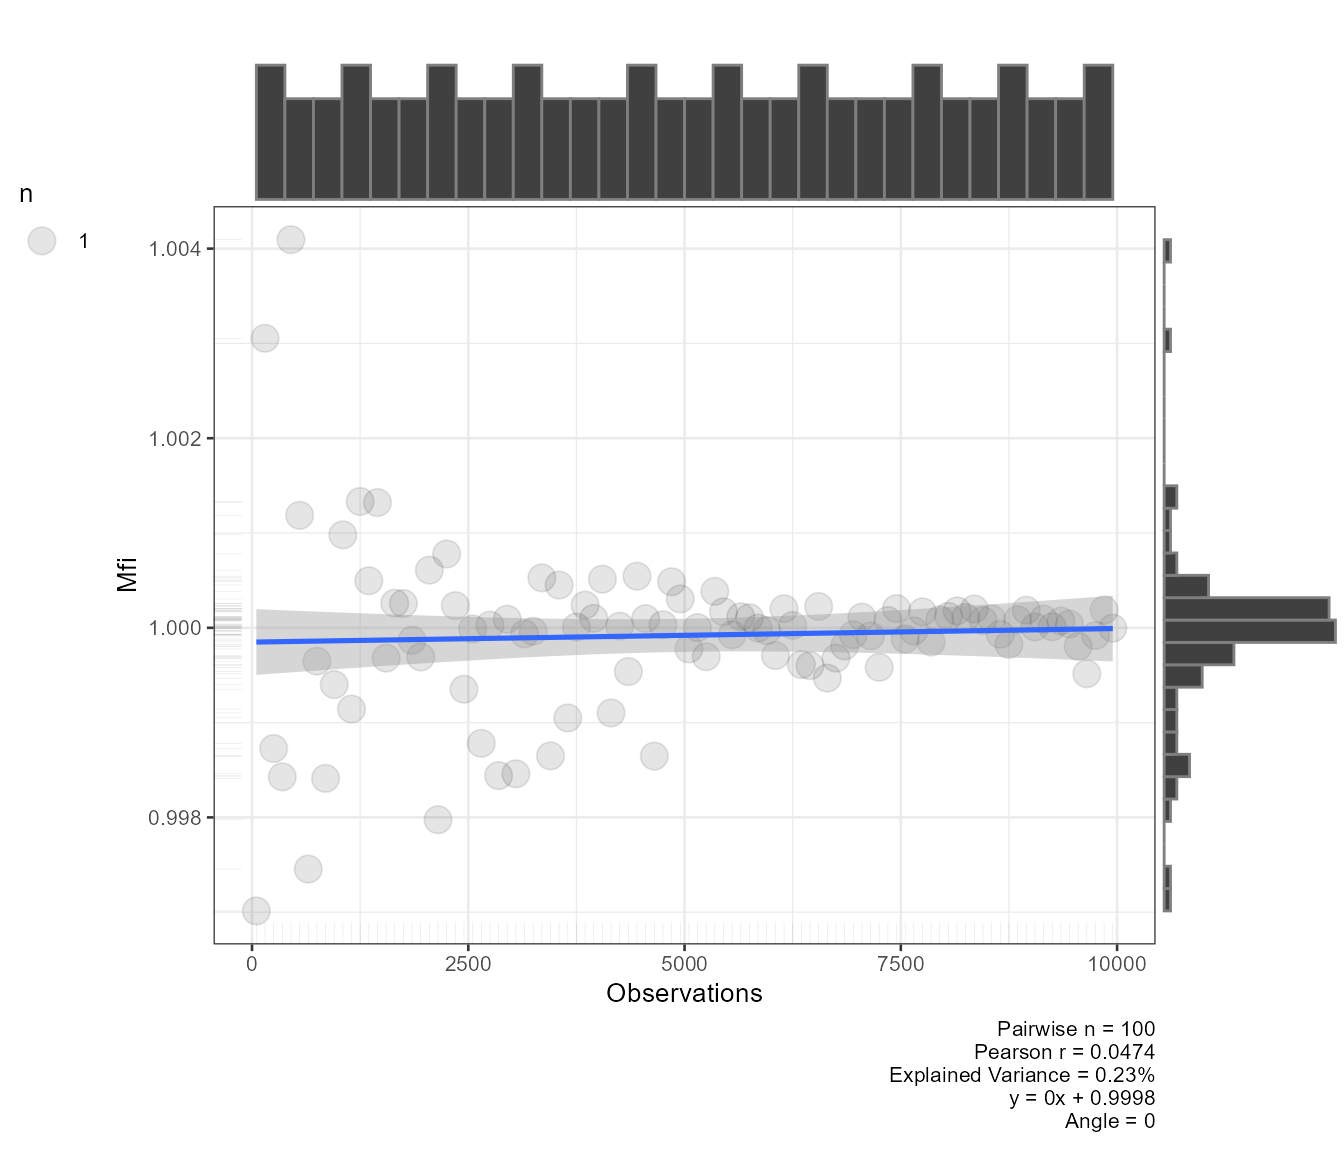 n
1
1.004
1.002
1.000
0.998
Mfi
0
2500
5000
7500
10000
Observations
Pairwise n = 100
Pearson r = 0.0474
Explained Variance = 0.23%
y = 0x + 0.9998
Angle = 0